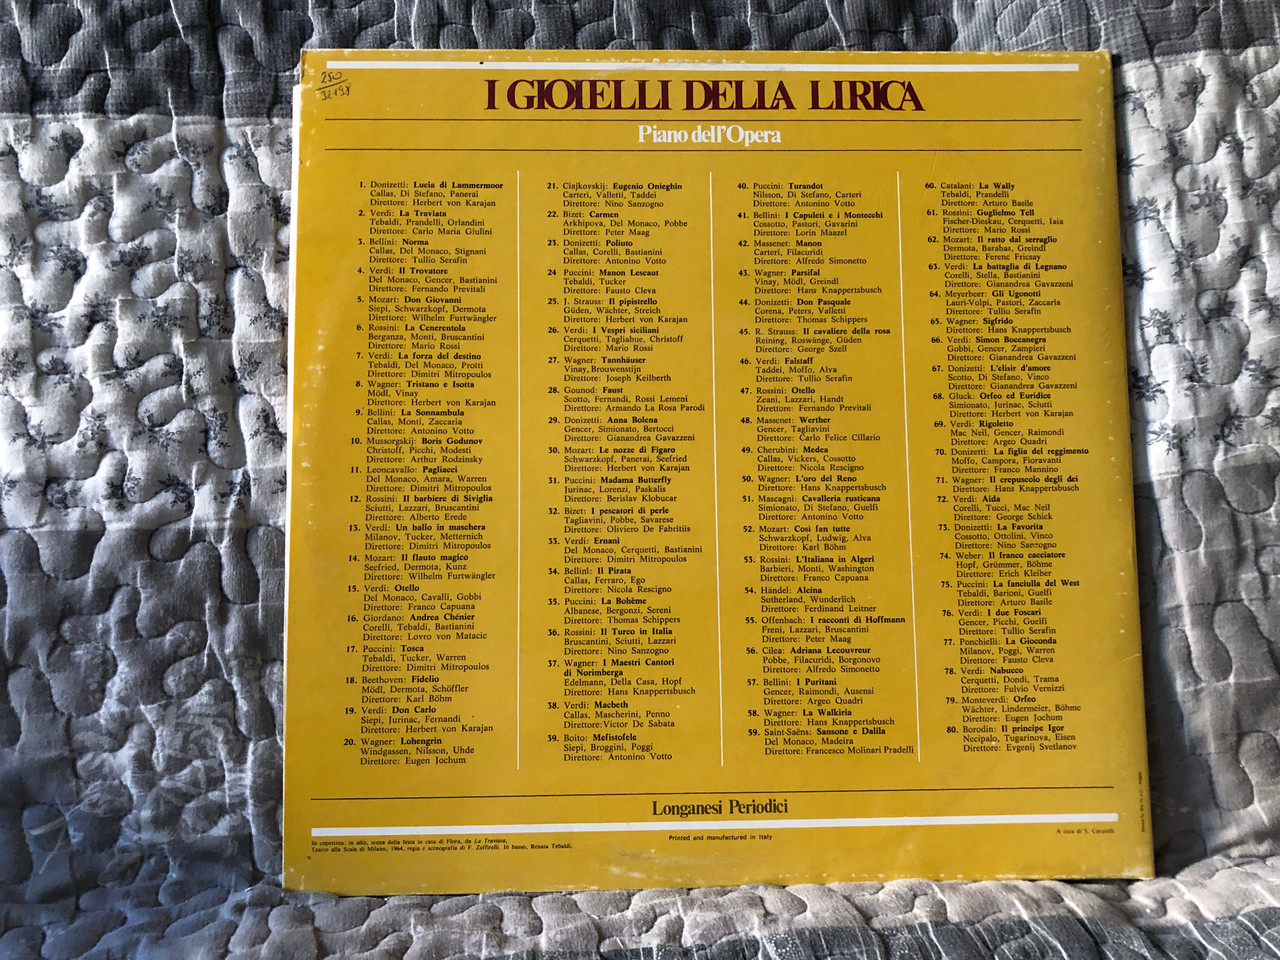 250
32198
I GIOIELLI DELLA LIRICA
Piano dell'Opera
1. Donizetti: Lucia di Lammermoor
Callas, Di Stefano, Panerai
Direttore: Herbert von Karajan
2. Verdi: La Traviata
Tebaldi, Prandelli, Orlandini
Direttore: Carlo Maria Giulini
3. Bellini: Norma
Callas, Del Monaco, Stignani
Direttore: Tullio Serafin
4. Verdi: Il Trovatore
Del Monaco, Gencer, Bastianini
Direttore: Fernando Previtali
5. Mozart: Don Giovanni
Siepi, Schwarzkopf, Dermota
Direttore: Wilhelm Furtwängler
6. Rossini: La Cenerentola
Berganza, Monti, Bruscantini
Direttore: Mario Rossi
7. Verdi: La forza del destino
Tebaldi, Del Monaco, Protti
Direttore: Dimitri Mitropoulos
8. Wagner: Tristano e Isotta
Mödl, Vinay
Direttore: Herbert von Karajan
9. Bellini: La Sonnambula
Callas, Monti, Zaccaria
Direttore: Antonino Votto
10. Mussorgskij: Boris Godunov
Christoff, Picchi, Modesti
Direttore: Arthur Rodzinsky
11. Leoncavallo: Pagliacci
Del Monaco, Amara, Warren
Direttore: Dimitri Mitropoulos
12. Rossini: Il barbiere di Siviglia
Sciutti, Lazzari, Bruscantini
Direttore: Alberto Erede
13. Verdi: Un ballo in maschera
Milanov, Tucker, Metternich
Direttore: Dimitri Mitropoulos
14. Mozart: Il flauto magico
Seefried, Dermota, Kunz
Direttore: Wilhelm Furtwängler
15. Verdi: Otello
Del Monaco, Cavalli, Gobbi
Direttore: Franco Capuana
16. Giordano: Andrea Chénier
Corelli, Tebaldi, Bastianini
Direttore: Lovro von Matacic
17. Puccini: Tosca
Tebaldi, Tucker, Warren
Direttore: Dimitri Mitropoulos
18. Beethoven: Fidelio
Mödl, Dermota, Schöffler
Direttore: Karl Böhm
19. Verdi: Don Carlo
Siepi, Jurinac, Fernandi
Direttore: Herbert von Karajan
20. Wagner: Lohengrin
Windgassen, Nilsson, Uhde
Direttore: Eugen Jochum
21. Ciajkovskij: Eugenio Onieghin
Carteri, Valletti, Taddei
Direttore: Nino Sanzogno
22. Bizet: Carmen
Arkhipova, Del Monaco, Pobbe
Direttore: Peter Maag
23. Donizetti: Poliuto
Callas, Corelli, Bastianini
Direttore: Antonino Votto
24 Puccini: Manon Lescaut
Tebaldi, Tucker
Direttore: Fausto Cleva
25. J. Strauss: Il pipistrello
Güden, Wächter, Streich
Direttore: Herbert von Karajan
26. Verdi: I Vespri siciliani
Cerquetti, Tagliabue, Christoff
Direttore: Mario Rossi
27. Wagner: Tannhäuser
Vinay, Brouwenstijn
Direttore: Joseph Keilberth
28. Gounod: Faust
Scotto, Fernandi, Rossi Lemeni
Direttore: Armando La Rosa Parodi
29. Donizetti: Anna Bolena
Gencer, Simionato, Bertocci
Direttore: Gianandrea Gavazzeni
30. Mozart: Le nozze di Figaro
Schwarzkopf, Panerai, Seefried
Direttore: Herbert von Karajan
31. Puccini: Madama Butterfly
Jurinac, Lorenzi, Paskalis
Direttore: Berislav Klobucar
32. Bizet: I pescatori di perle
Tagliavini, Pobbe, Savarese
Direttore: Oliviero De Fabritiis
33. Verdi: Ernani
Del Monaco, Cerquetti, Bastianini
Direttore: Dimitri Mitropoulos
34. Bellini: Il Pirata
Callas, Ferraro, Ego
Direttore: Nicola Rescigno
35. Puccini: La Bohème
Albanese, Bergonzi, Sereni
Direttore: Thomas Schippers
36. Rossini: Il Turco in Italia
Bruscantini, Sciutti, Lazzari
Direttore: Nino Sanzogno
37. Wagner: I Maestri Cantori
di Norimberga
Edelmann, Della Casa, Hopf
Direttore: Hans Knappertsbusch
38. Verdi: Macbeth
Callas, Mascherini, Penno
Direttore: Victor De Sabata
39. Boito: Mefistofele
Siepi, Broggini, Poggi
Direttore: Antonino Votto
40. Puccini: Turandot
Nilsson, Di Stefano, Carteri
Direttore: Antonino Votto
41. Bellini: I Capuleti e i Montecchi
Cossotto, Pastori, Gavarini
Direttore: Lorin Maazel
42. Massenet: Manon
Carteri, Filacuridi
Direttore: Alfredo Simonetto
43. Wagner: Parsifal
Vinay, Mödl, Greindl
Direttore: Hans Knappertsbusch
44. Donizetti: Don Pasquale
Corena, Peters, Valletti
Direttore: Thomas Schippers
45. R. Strauss: Il cavaliere della rosa
Reining, Roswänge, Güden
Direttore: George Szell
46. Verdi: Falstaff
Taddei, Moffo, Alva
Direttore: Tullio Serafin
47. Rossini: Otello
Zeani, Lazzari, Handt
Direttore: Fernando Previtali
48. Massenet: Werther
Gencer, Tagliavini
Direttore: Carlo Felice Cillario
49. Cherubini: Medea
Callas, Vickers, Cossotto
Direttore: Nicola Rescigno
50. Wagner: L'oro del Reno
Direttore: Hans Knappertsbusch
51. Mascagni: Cavalleria rusticana
Simionato, Di Stefano, Guelfi
Direttore: Antonino Votto
52. Mozart: Così fan tutte
Schwarzkopf, Ludwig, Alva
Direttore: Karl Böhm
53. Rossini: L'Italiana in Algeri
Barbieri, Monti, Washington
Direttore: Franco Capuana
54. Händel: Alcina
Sutherland, Wunderlich
Direttore: Ferdinand Leitner
55. Offenbach: I racconti di Hoffmann
Freni, Lazzari, Bruscantini
Direttore: Peter Maag
56. Cilea: Adriana Lecouvreur
Pobbe, Filacuridi, Borgonovo
Direttore: Alfredo Simonetto
57. Bellini: I Puritani
Gencer, Raimondi, Ausensi
Direttore: Argeo Quadri
58. Wagner: La Walkiria
Direttore: Hans Knappertsbusch
59. Saint-Saëns: Sansone e Dalila
Del Monaco, Madeira
Direttore: Francesco Molinari Pradelli
60. Catalani: La Wally
Tebaldi, Prandelli
Direttore: Arturo Basile
61. Rossini: Guglielmo Tell
Fischer-Dieskau, Cerquetti, Iaia
Direttore: Mario Rossi
62. Mozart: Il ratto dal serraglio
Dermota, Barabas, Greindl
Direttore: Ferenc Fricsay
63. Verdi: La battaglia di Legnano
Corelli, Stella, Bastianini
Direttore: Gianandrea Gavazzeni
64. Meyerbeer: Gli Ugonotti
Lauri-Volpi, Pastori, Zaccaria
Direttore: Tullio Serafin
65. Wagner: Sigfrido
Direttore: Hans Knappertsbusch
66. Verdi: Simon Boccanegra
Gobbi, Gencer, Zampieri
Direttore: Gianandrea Gavazzeni
67. Donizetti: L'elisir d'amore
Scotto, Di Stefano, Vinco
Direttore: Gianandrea Gavazzeni
68. Gluck: Orfeo ed Euridice
Simionato, Jurinac, Sciutti
Direttore: Herbert von Karajan
69. Verdi: Rigoletto
Mac Neil, Gencer, Raimondi
Direttore: Argeo Quadri
70. Donizetti: La figlia del reggimento
Moffo, Campora, Fioravanti
Direttore: Franco Mannino
71. Wagner: Il crepuscolo degli dei
Direttore: Hans Knappertsbusch
72. Verdi: Aida
Corelli, Tucci, Mac Neil
Direttore: George Schick
73. Donizetti: La Favorita
Cossotto, Ottolini, Vinco
Direttore: Nino Sanzogno
74. Weber: Il franco cacciatore
Hopf, Grümmer, Böhme
Direttore: Erich Kleiber
75. Puccini: La fanciulla del West
Tebaldi, Barioni, Guelfi
Direttore: Arturo Basile
76. Verdi: I due Foscari
Gencer, Picchi, Guelfi
Direttore: Tullio Serafin
77. Ponchielli: La Gioconda
Milanov, Poggi, Warren
Direttore: Fausto Cleva
78. Verdi: Nabucco
Cerquetti, Dondi, Trama
Direttore: Fulvio Vernizzi
79. Monteverdi: Orfeo
Wächter, Lindermeier, Böhme
Direttore: Eugen Jochum
80. Borodin: Il principe Igor
Necipalo, Tugarinova, Eisen
Direttore: Evgenij Svetlanov
Longanesi Periodici
In copertina: in alto, scena della festa in casa di Flora, da La Traviata,
Teatro alla Scala di Milano, 1964, regia e scenografia di F. Zeffirelli. In basso, Renata Tebaldi.
Printed and manufactured in Italy
A cura di S.